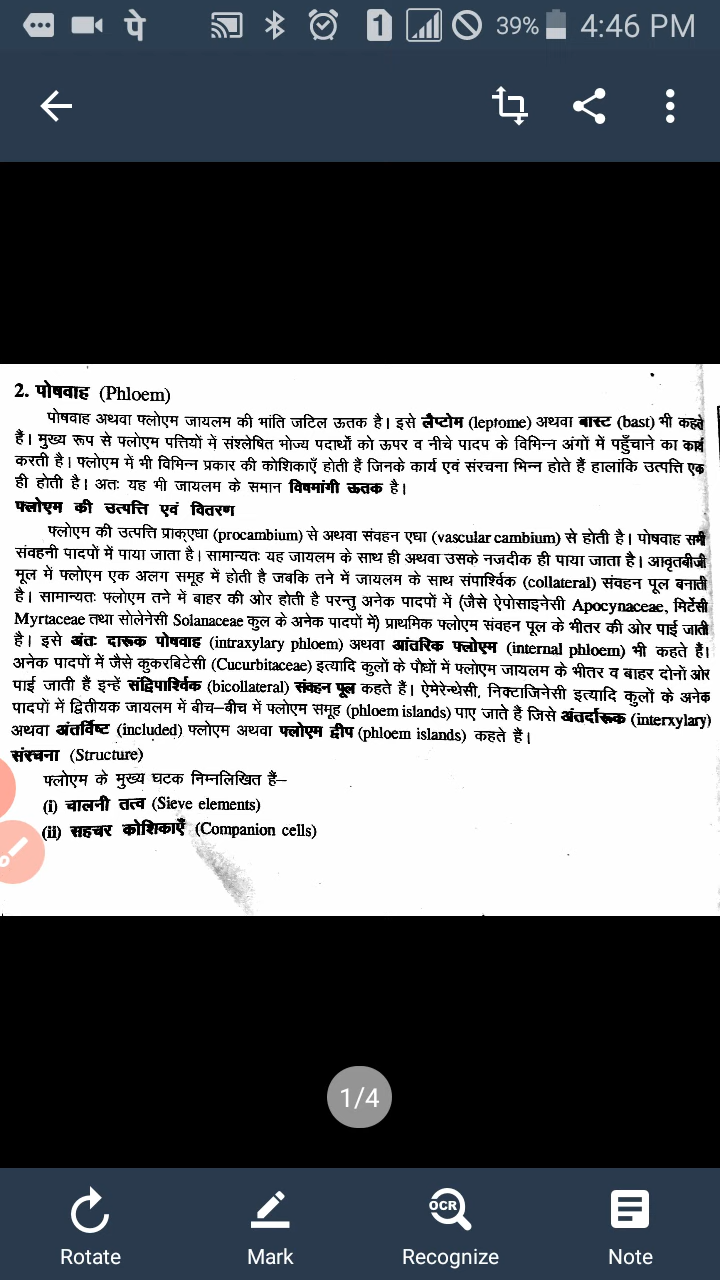 पे 1 39% 4:46 PM
2. पोषवाह (Phloem)
पोषवाह अथवा फ्लोएम जायलम की भांति जटिल ऊतक है। इसे लैप्टोम (leptome) अथवा बास्ट (bast) भी कहते
हैं। मुख्य रूप से फ्लोएम पत्तियों में संश्लेषित भोज्य पदार्थो को ऊपर व नीचे पादप के विभिन्न अंगों में पहुँचाने का कार्य
करती है। फ्लोएम में भी विभिन्न प्रकार की कोशिकाएँ होती हैं जिनके कार्य एवं संरचना भिन्न होते हैं हालांकि उत्पत्ति एक
ही होती है। अतः यह भी जायलम के समान विषमांगी ऊतक है।
फ्लोएम की उत्पत्ति एवं वितरण
फ्लोएम की उत्पत्ति प्राक्एधा (procambium) से अथवा संवहन एधा (vascular cambium) से होती है। पोषवाह सभी
संवहनी पादपों में पाया जाता है। सामान्यतः यह जायलम के साथ ही अथवा उसके नजदीक ही पाया जाता है। आवृतबीजी
मूल में फ्लोएम एक अलग समूह में होती है जबकि तने में जायलम के साथ संपार्श्विक (collateral) संवहन पूल बनाती
है। सामान्यतः फ्लोएम तने में बाहर की ओर होती है परन्तु अनेक पादपों में (जैसे ऐपोसाइनेसी Apocynaceae, मिर्टेसी
Myrtaceae तथा सोलेनेसी Solanaceae कुल के अनेक पादपों में) प्राथमिक फ्लोएम संवहन पूल के भीतर की ओर पाई जाती
है। इसे अंतः दारूक पोषवाह (intraxylary phloem) अथवा आंतरिक फ्लोएम (internal phloem) भी कहते हैं।
अनेक पादपों में जैसे कुकरबिटेसी (Cucurbitaceae) इत्यादि कुलों के पौधों में फ्लोएम जायलम के भीतर व बाहर दोनों ओर
पाई जाती हैं इन्हें संद्विपार्श्विक (bicollateral) संवहन पूल कहते हैं। ऐमेरेन्थेसी, निक्टाजिनेसी इत्यादि कुलों के अनेक
पादपों में द्वितीयक जायलम में बीच-बीच में फ्लोएम समूह (phloem islands) पाए जाते हैं जिसे अंतर्दारूक (interxylary)
अथवा अंतर्विष्ट (included) फ्लोएम अथवा फ्लोएम द्वीप (phloem islands) कहते हैं।
संरचना (Structure)
फ्लोएम के मुख्य घटक निम्नलिखित हैं–
(i) चालनी तत्व (Sieve elements)
(ii) सहचर कोशिकाएँ (Companion cells)
1/4
OCR
Rotate Mark Recognize Note